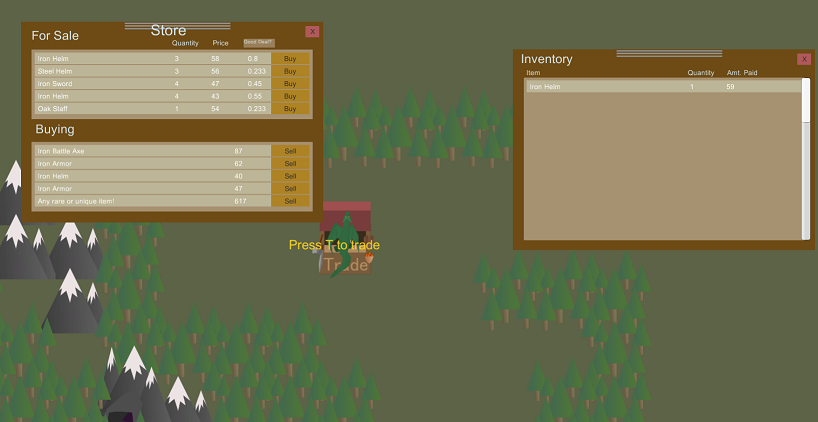 Store
For Sale
X
Quantity Price Good Deal?
Iron Helm 3 58 0.8 Buy
Steel Helm 3 56 0.233 Buy
Iron Sword 4 47 0.45 Buy
Iron Helm 4 43 0.55 Buy
Oak Staff 1 54 0.233 Buy
Buying
Iron Battle Axe 87 Sell
Iron Armor 62 Sell
Iron Helm 40 Sell
Iron Armor 47 Sell
Any rare or unique item! 617 Sell
Press T to trade
Trade
Inventory
X
Item Quantity Amt. Paid
Iron Helm 1 59